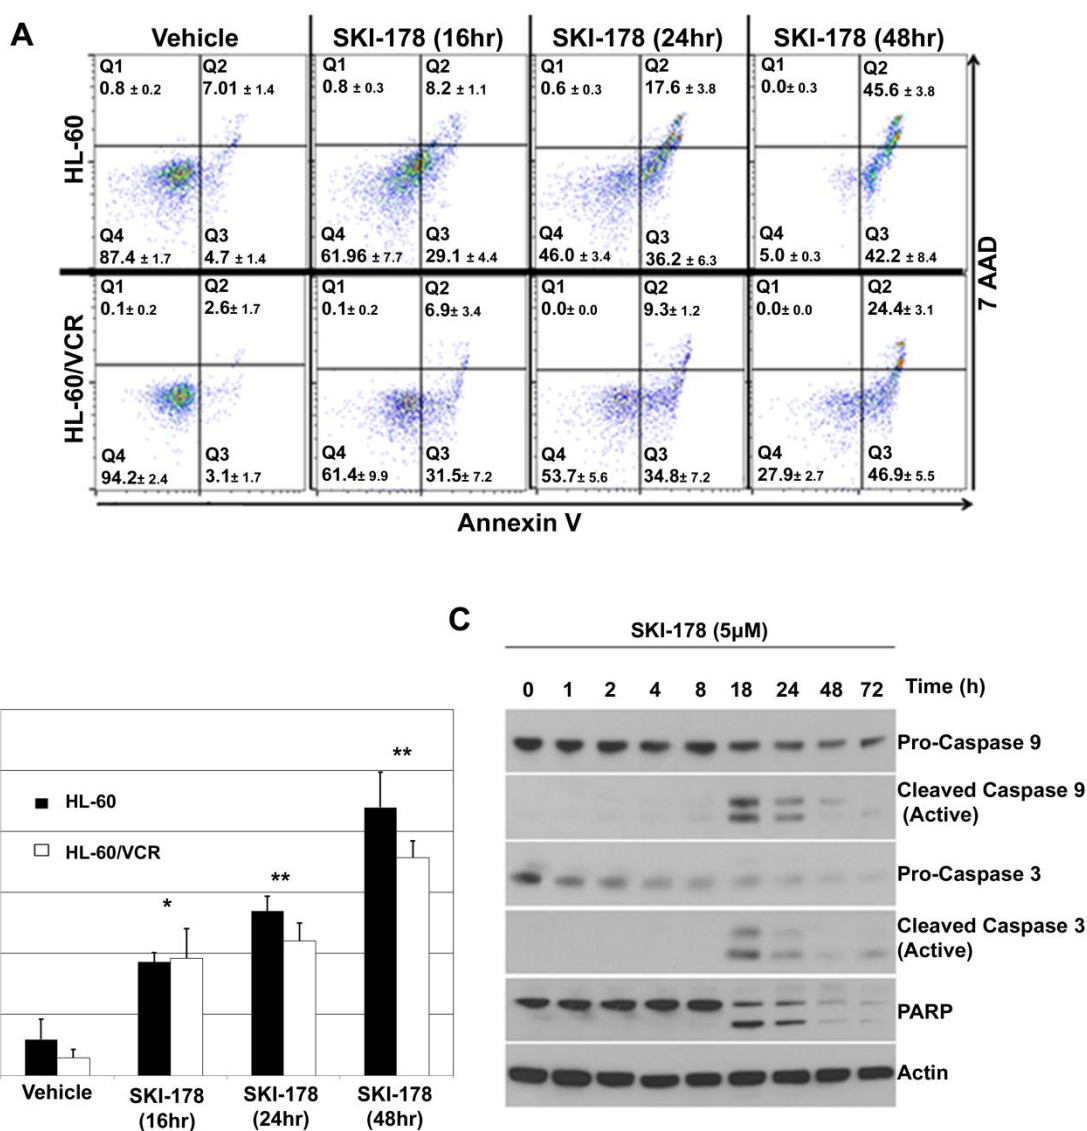 A
Vehicle SKI-178 (16hr) SKI-178 (24hr) SKI-178 (48hr)
HL-60
Q1 Q2 Q1 Q2 Q1 Q2 Q1 Q2
0.8 ± 0.2 7.01 ± 1.4 0.8 ± 0.3 8.2 ± 1.1 0.6 ± 0.3 17.6 ± 3.8 0.0± 0.3 45.6 ± 3.8
Q4 Q3 Q4 Q3 Q4 Q3 Q4 Q3
87.4 ± 1.7 4.7 ± 1.4 61.96 ± 7.7 29.1 ± 4.4 46.0 ± 3.4 36.2 ± 6.3 5.0 ± 0.3 42.2 ± 8.4
HL-60/VCR
Q1 Q2 Q1 Q2 Q1 Q2 Q1 Q2
0.1± 0.2 2.6± 1.7 0.1± 0.2 6.9± 3.4 0.0± 0.0 9.3± 1.2 0.0± 0.0 24.4± 3.1
Q4 Q3 Q4 Q3 Q4 Q3 Q4 Q3
94.2± 2.4 3.1± 1.7 61.4± 9.9 31.5± 7.2 53.7± 5.6 34.8± 7.2 27.9± 2.7 46.9± 5.5
7 AAD
Annexin V
HL-60
HL-60/VCR
*
**
**
Vehicle SKI-178 SKI-178 SKI-178
(16hr) (24hr) (48hr)
C
SKI-178 (5µM)
0 1 2 4 8 18 24 48 72 Time (h)
Pro-Caspase 9
Cleaved Caspase 9
(Active)
Pro-Caspase 3
Cleaved Caspase 3
(Active)
PARP
Actin